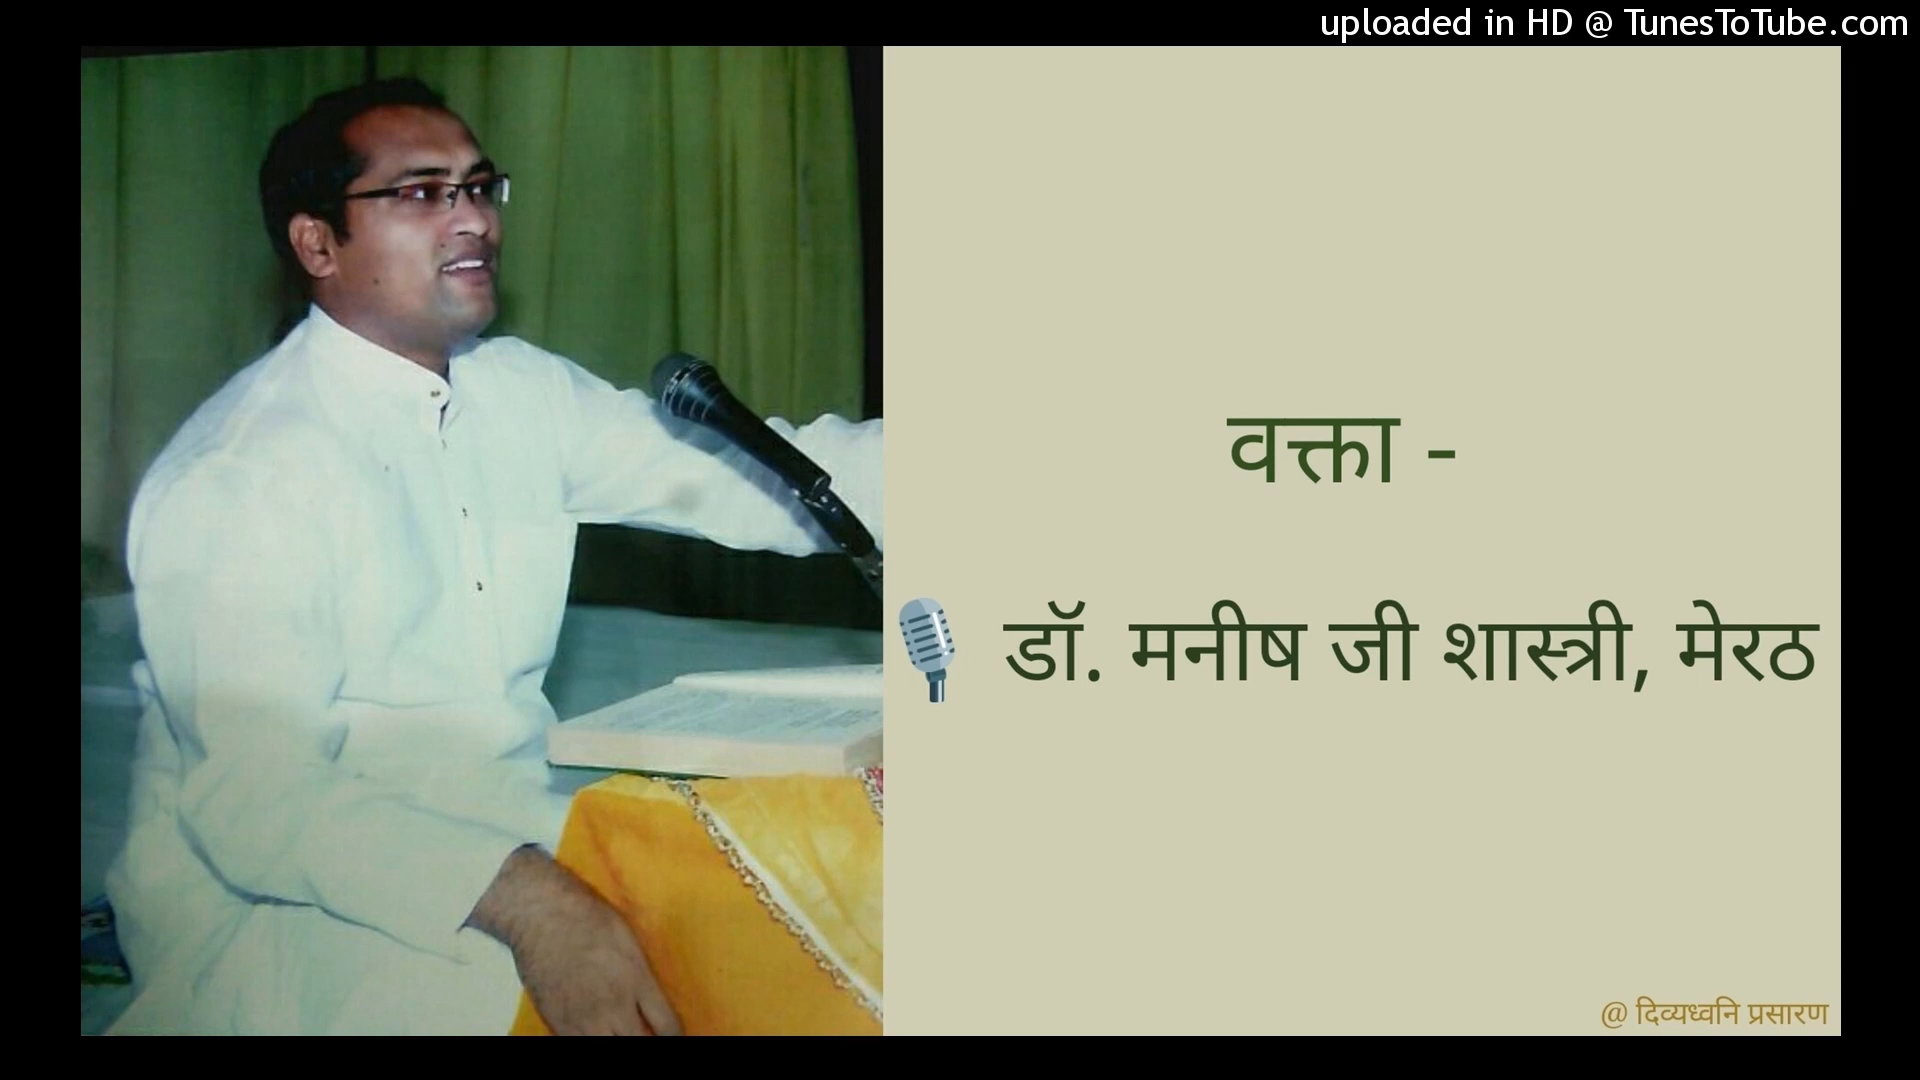 uploaded in HD @ TunesToTube.com
वक्ता -
डॉ. मनीष जी शास्त्री, मेरठ
@ दिव्यध्वनि प्रसारण